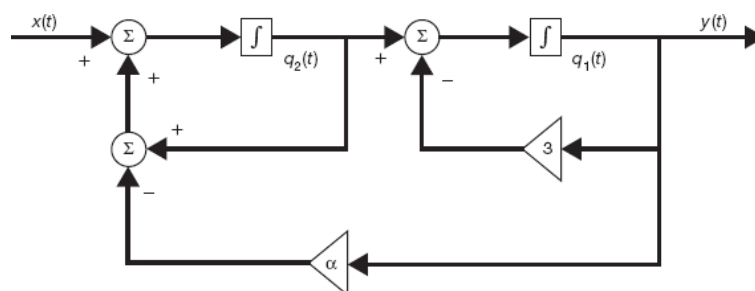 x(t) + Σ ∫ q₂(t) + Σ ∫ q₁(t) y(t)
+ −
Σ + 3
−
α